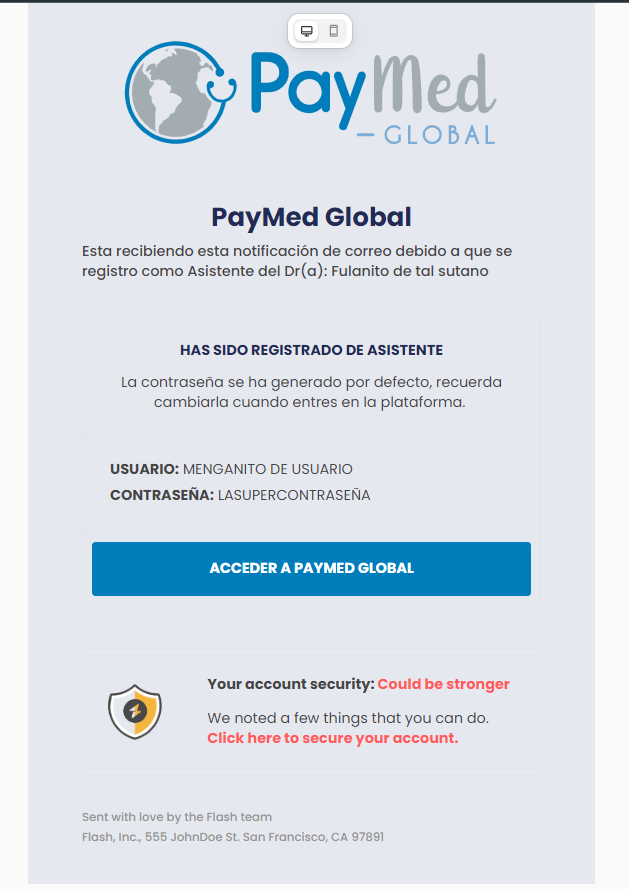 PayMed
GLOBAL
PayMed Global
Esta recibiendo esta notificación de correo debido a que se
registro como Asistente del Dr(a): Fulanito de tal sutano
HAS SIDO REGISTRADO DE ASISTENTE
La contraseña se ha generado por defecto, recuerda
cambiarla cuando entres en la plataforma.
USUARIO: MENGANITO DE USUARIO
CONTRASEÑA: LASUPERCONTRASEÑA
ACCEDER A PAYMED GLOBAL
Your account security: Could be stronger
We noted a few things that you can do.
Click here to secure your account.
Sent with love by the Flash team
Flash, Inc., 555 JohnDoe St. San Francisco, CA 97891